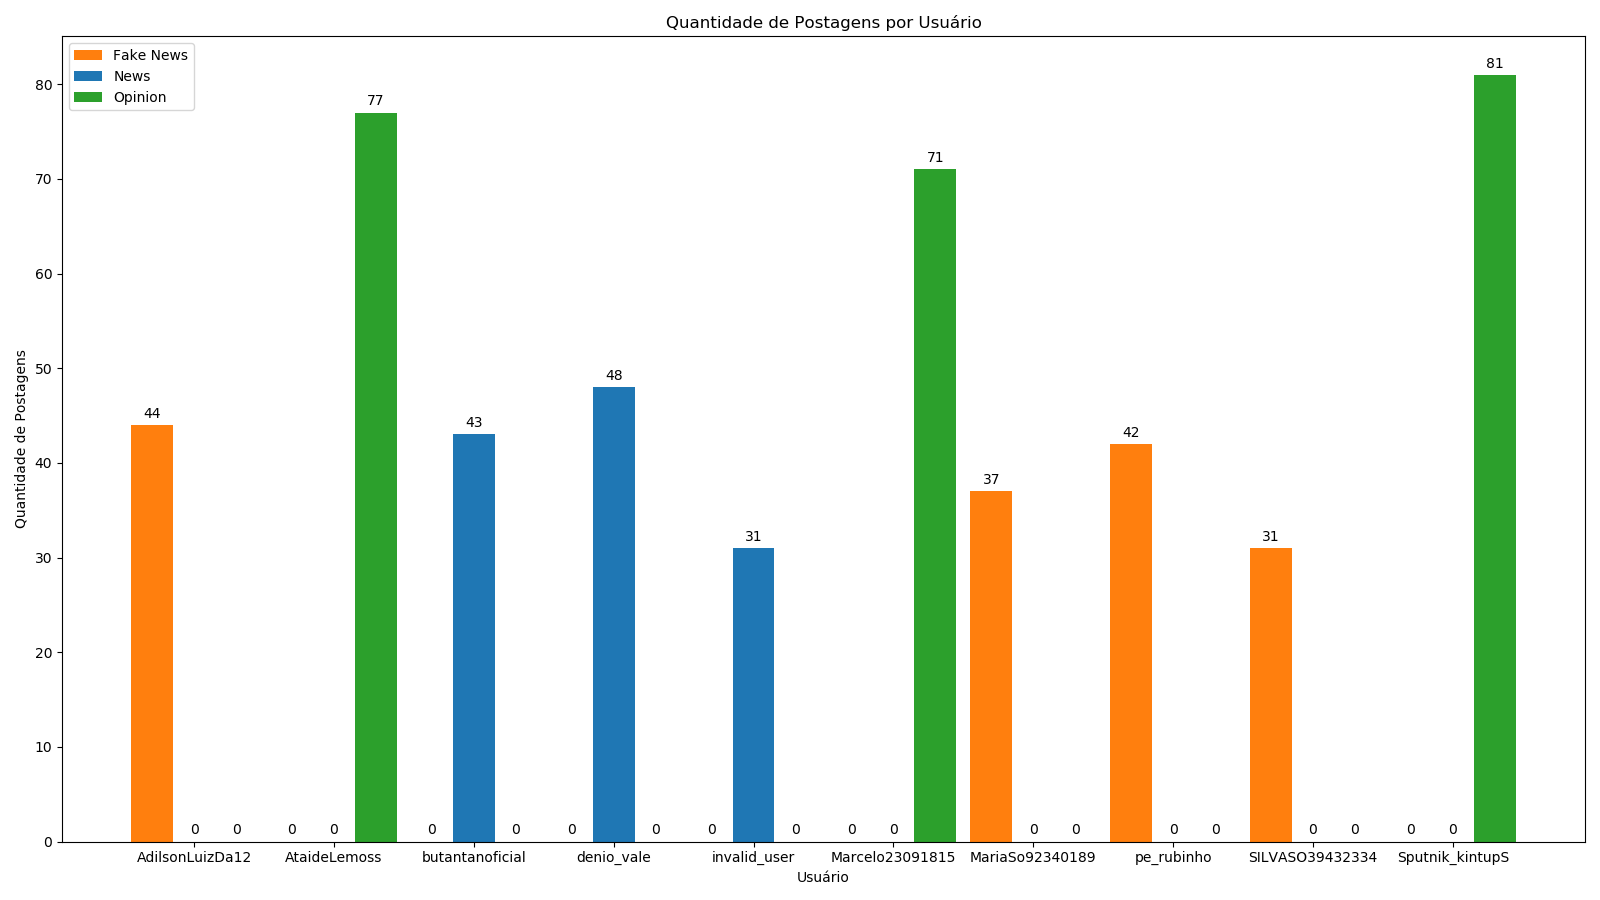 Quantidade de Postagens por Usuário
Fake News
News
Opinion
Quantidade de Postagens
80
70
60
50
40
30
20
10
0
44
0
0
0
0
77
0
43
0
0
48
0
0
31
0
0
0
71
37
0
0
42
0
0
31
0
0
0
0
81
AdilsonLuizDa12
AtaideLemoss
butantanoficial
denio_vale
invalid_user
Marcelo23091815
MariaSo92340189
pe_rubinho
SILVASO39432334
Sputnik_kintupS
Usuário